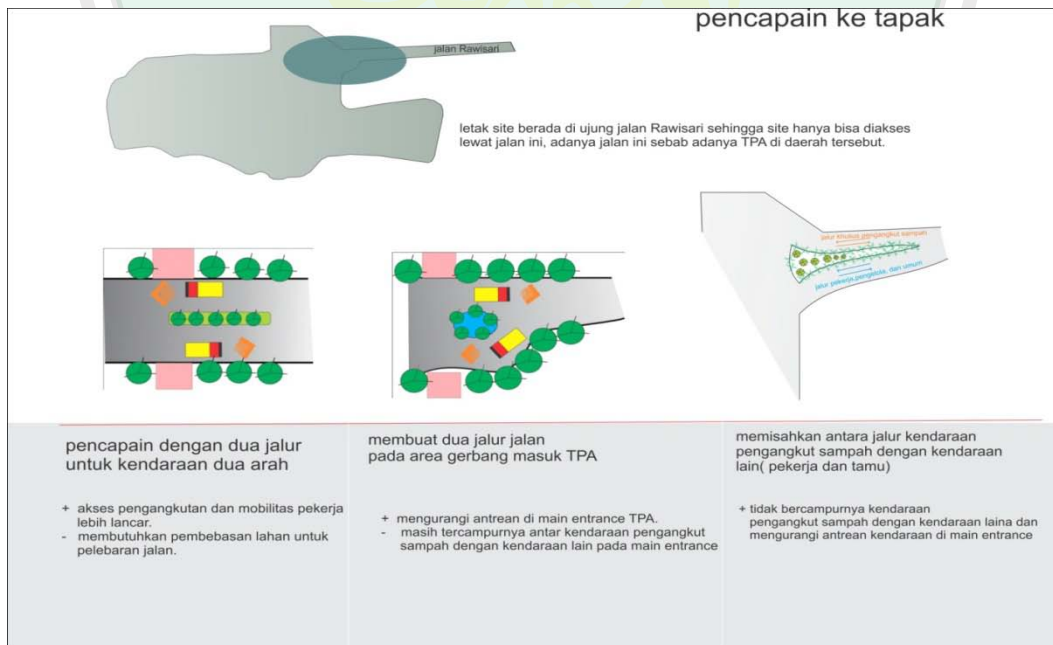 pencapain ke tapak
jalan Rawisari
letak site berada di ujung jalan Rawisari sehingga site hanya bisa diakses
lewat jalan ini, adanya jalan ini sebab adanya TPA di daerah tersebut.
jalur khusus pengangkut sampah
jalur pekerja,pengelola, dan umum
pencapain dengan dua jalur
untuk kendaraan dua arah
+ akses pengangkutan dan mobilitas pekerja
lebih lancar.
- membutuhkan pembebasan lahan untuk
pelebaran jalan.
membuat dua jalur jalan
pada area gerbang masuk TPA
+ mengurangi antrean di main entrance TPA.
- masih tercampurnya antar kendaraan pengangkut
sampah dengan kendaraan lain pada main entrance
memisahkan antara jalur kendaraan
pengangkut sampah dengan kendaraan
lain( pekerja dan tamu)
+ tidak bercampurnya kendaraan
pengangkut sampah dengan kendaraan laina dan
mengurangi antrean kendaraan di main entrance